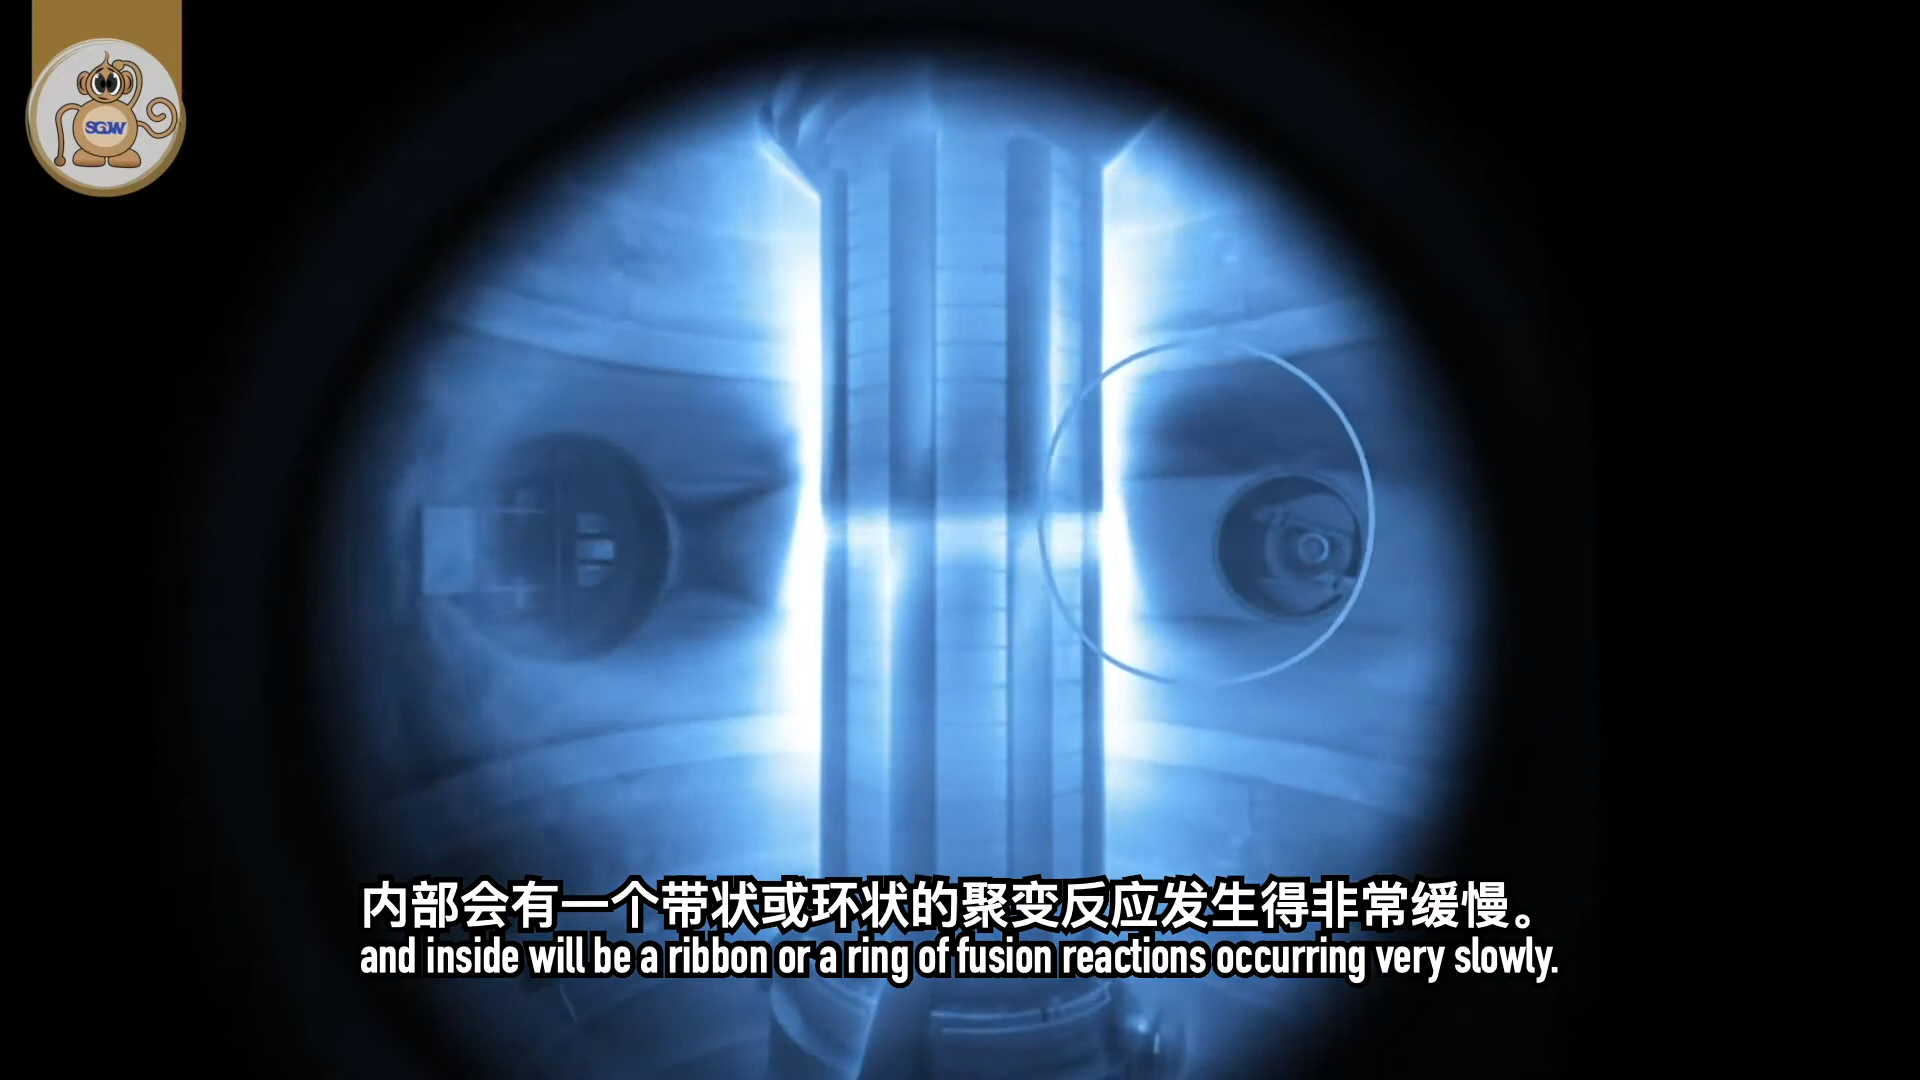 SGJW
内部会有一个带状或环状的聚变反应发生得非常缓慢。
and inside will be a ribbon or a ring of fusion reactions occurring very slowly.